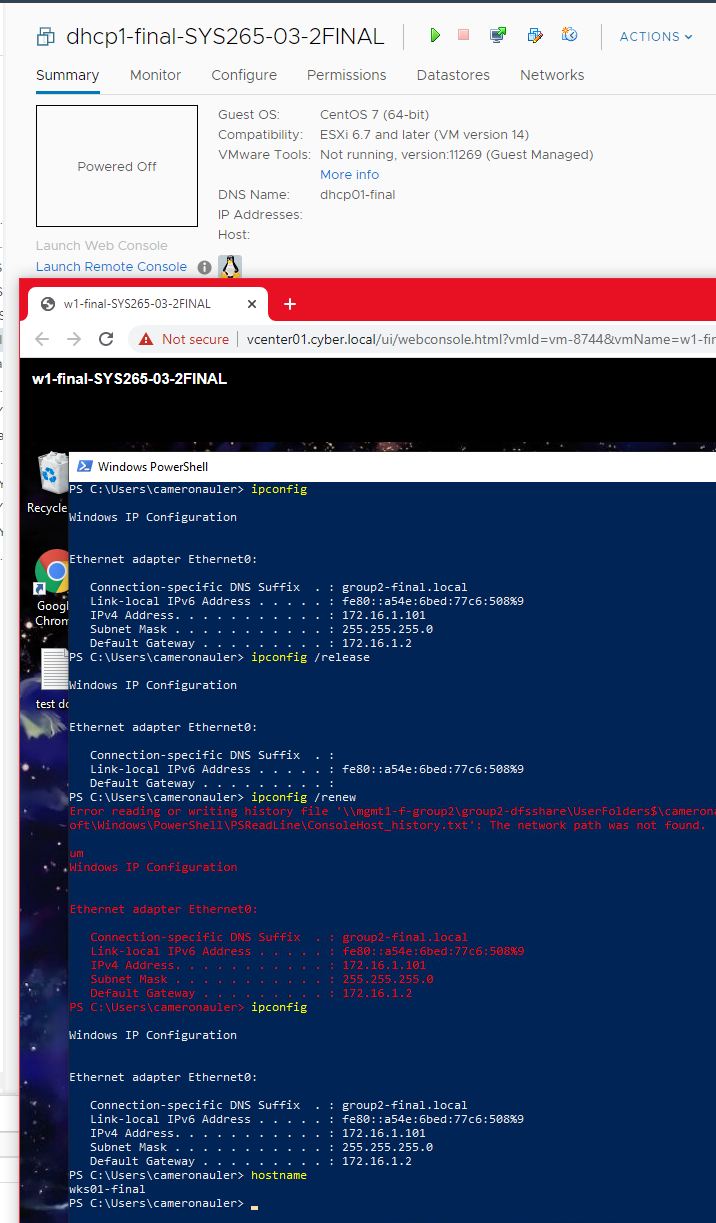 dhcp1-final-SYS265-03-2FINAL
ACTIONS
Summary Monitor Configure Permissions Datastores Networks
Powered Off
Guest OS: CentOS 7 (64-bit)
Compatibility: ESXi 6.7 and later (VM version 14)
VMware Tools: Not running, version:11269 (Guest Managed)
More info
DNS Name: dhcp01-final
IP Addresses:
Host:
Launch Web Console
Launch Remote Console
w1-final-SYS265-03-2FINAL
Not secure vcenter01.cyber.local/ui/webconsole.html?vmId=vm-8744&vmName=w1-fin
w1-final-SYS265-03-2FINAL
Recycle
Google
Chrom
test do
Windows PowerShell
PS C:\Users\cameronauler> ipconfig
Windows IP Configuration
Ethernet adapter Ethernet0:
Connection-specific DNS Suffix . : group2-final.local
Link-local IPv6 Address . . . . . : fe80::a54e:6bed:77c6:508%9
IPv4 Address. . . . . . . . . . . : 172.16.1.101
Subnet Mask . . . . . . . . . . . : 255.255.255.0
Default Gateway . . . . . . . . . : 172.16.1.2
PS C:\Users\cameronauler> ipconfig /release
Windows IP Configuration
Ethernet adapter Ethernet0:
Connection-specific DNS Suffix . :
Link-local IPv6 Address . . . . . : fe80::a54e:6bed:77c6:508%9
Default Gateway . . . . . . . . . :
PS C:\Users\cameronauler> ipconfig /renew
Error reading or writing history file '\\mgmt1-f-group2\group2-dfsshare\UserFolders$\camerona
oft\Windows\PowerShell\PSReadLine\ConsoleHost_history.txt': The network path was not found.
um
Windows IP Configuration
Ethernet adapter Ethernet0:
Connection-specific DNS Suffix . : group2-final.local
Link-local IPv6 Address . . . . . : fe80::a54e:6bed:77c6:508%9
IPv4 Address. . . . . . . . . . . : 172.16.1.101
Subnet Mask . . . . . . . . . . . : 255.255.255.0
Default Gateway . . . . . . . . . : 172.16.1.2
PS C:\Users\cameronauler> ipconfig
Windows IP Configuration
Ethernet adapter Ethernet0:
Connection-specific DNS Suffix . : group2-final.local
Link-local IPv6 Address . . . . . : fe80::a54e:6bed:77c6:508%9
IPv4 Address. . . . . . . . . . . : 172.16.1.101
Subnet Mask . . . . . . . . . . . : 255.255.255.0
Default Gateway . . . . . . . . . : 172.16.1.2
PS C:\Users\cameronauler> hostname
wks01-final
PS C:\Users\cameronauler>